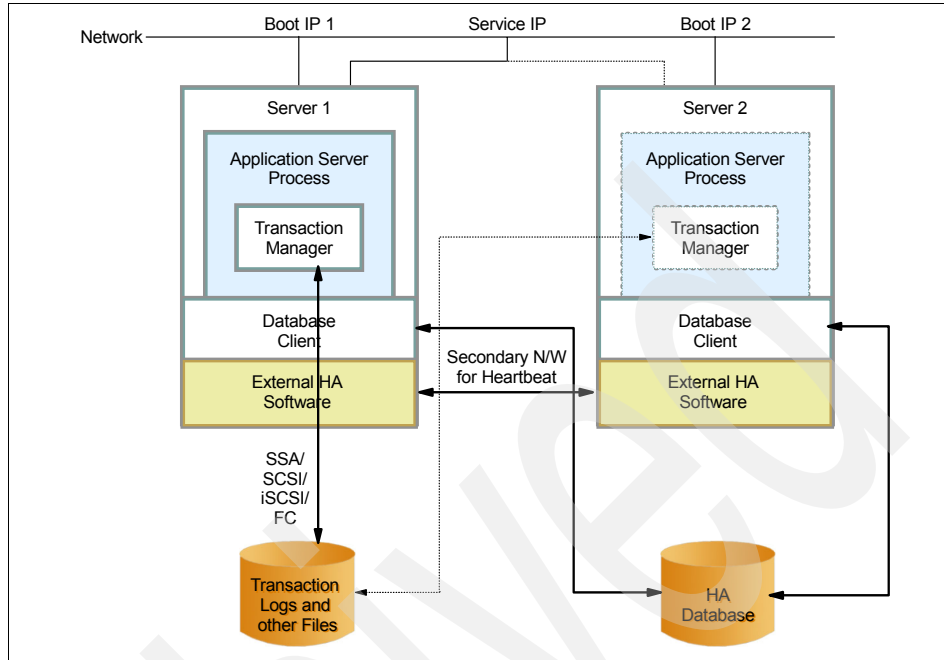 Boot IP 1
Service IP
Boot IP 2
Network
Server 1
Application Server
Process
Transaction
Manager
Database
Client
External HA
Software
Server 2
Application Server
Process
Transaction
Manager
Database
Client
External HA
Software
Secondary N/W
for Heartbeat
SSA/
SCSI/
iSCSI/
FC
Transaction
Logs and
other Files
HA
Database